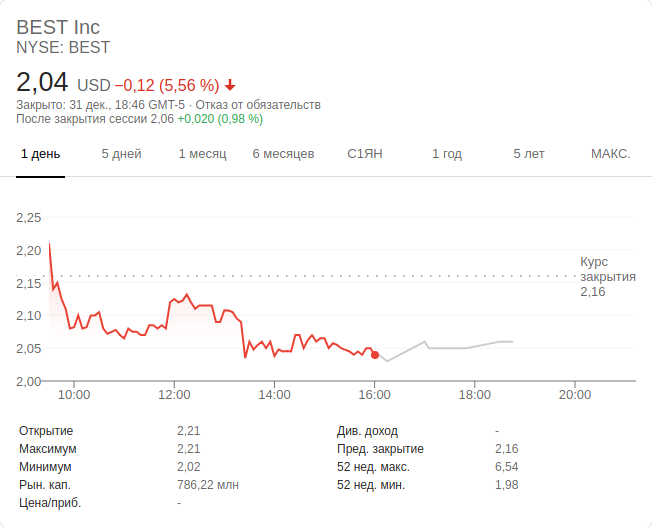 BEST Inc
NYSE: BEST
2,04 USD −0,12 (5,56 %)
Закрыто: 31 дек., 18:46 GMT-5 · Отказ от обязательств
После закрытия сессии 2,06 +0,020 (0,98 %)
1 день 5 дней 1 месяц 6 месяцев С1ЯН 1 год 5 лет МАКС.
2,25
2,20
2,15
2,10
2,05
2,00
Курс
закрытия
2,16
10:00 12:00 14:00 16:00 18:00 20:00
Открытие 2,21 Див. доход -
Максимум 2,21 Пред. закрытие 2,16
Минимум 2,02 52 нед. макс. 6,54
Рын. кап. 786,22 млн 52 нед. мин. 1,98
Цена/приб. -